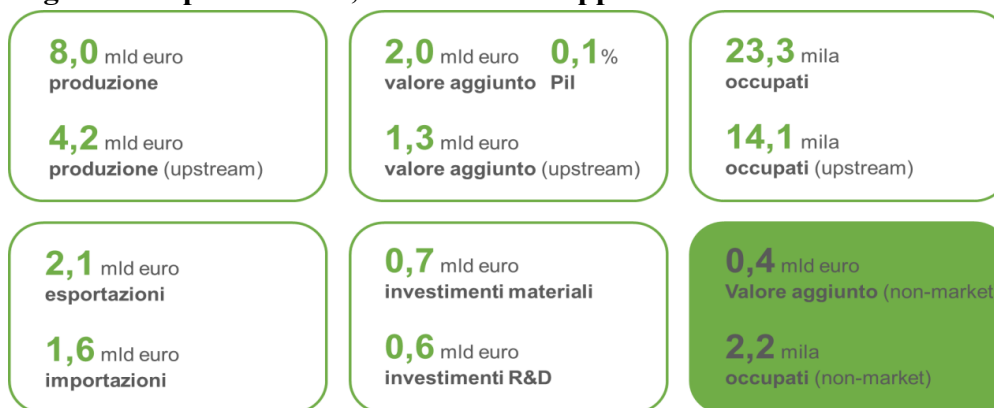 8,0 mld euro
produzione
4,2 mld euro
produzione (upstream)
2,0 mld euro 0,1%
valore aggiunto Pil
1,3 mld euro
valore aggiunto (upstream)
23,3 mila
occupati
14,1 mila
occupati (upstream)
2,1 mld euro
esportazioni
1,6 mld euro
importazioni
0,7 mld euro
investimenti materiali
0,6 mld euro
investimenti R&D
0,4 mld euro
Valore aggiunto (non-market
2,2 mila
occupati (non-market)